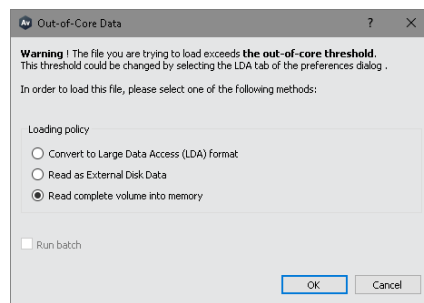 Av Out-of-Core Data ?
Warning ! The file you are trying to load exceeds the out-of-core threshold.
This threshold could be changed by selecting the LDA tab of the preferences dialog .
In order to load this file, please select one of the following methods:
Loading policy
Convert to Large Data Access (LDA) format
Read as External Disk Data
Read complete volume into memory
Run batch
OK Cancel